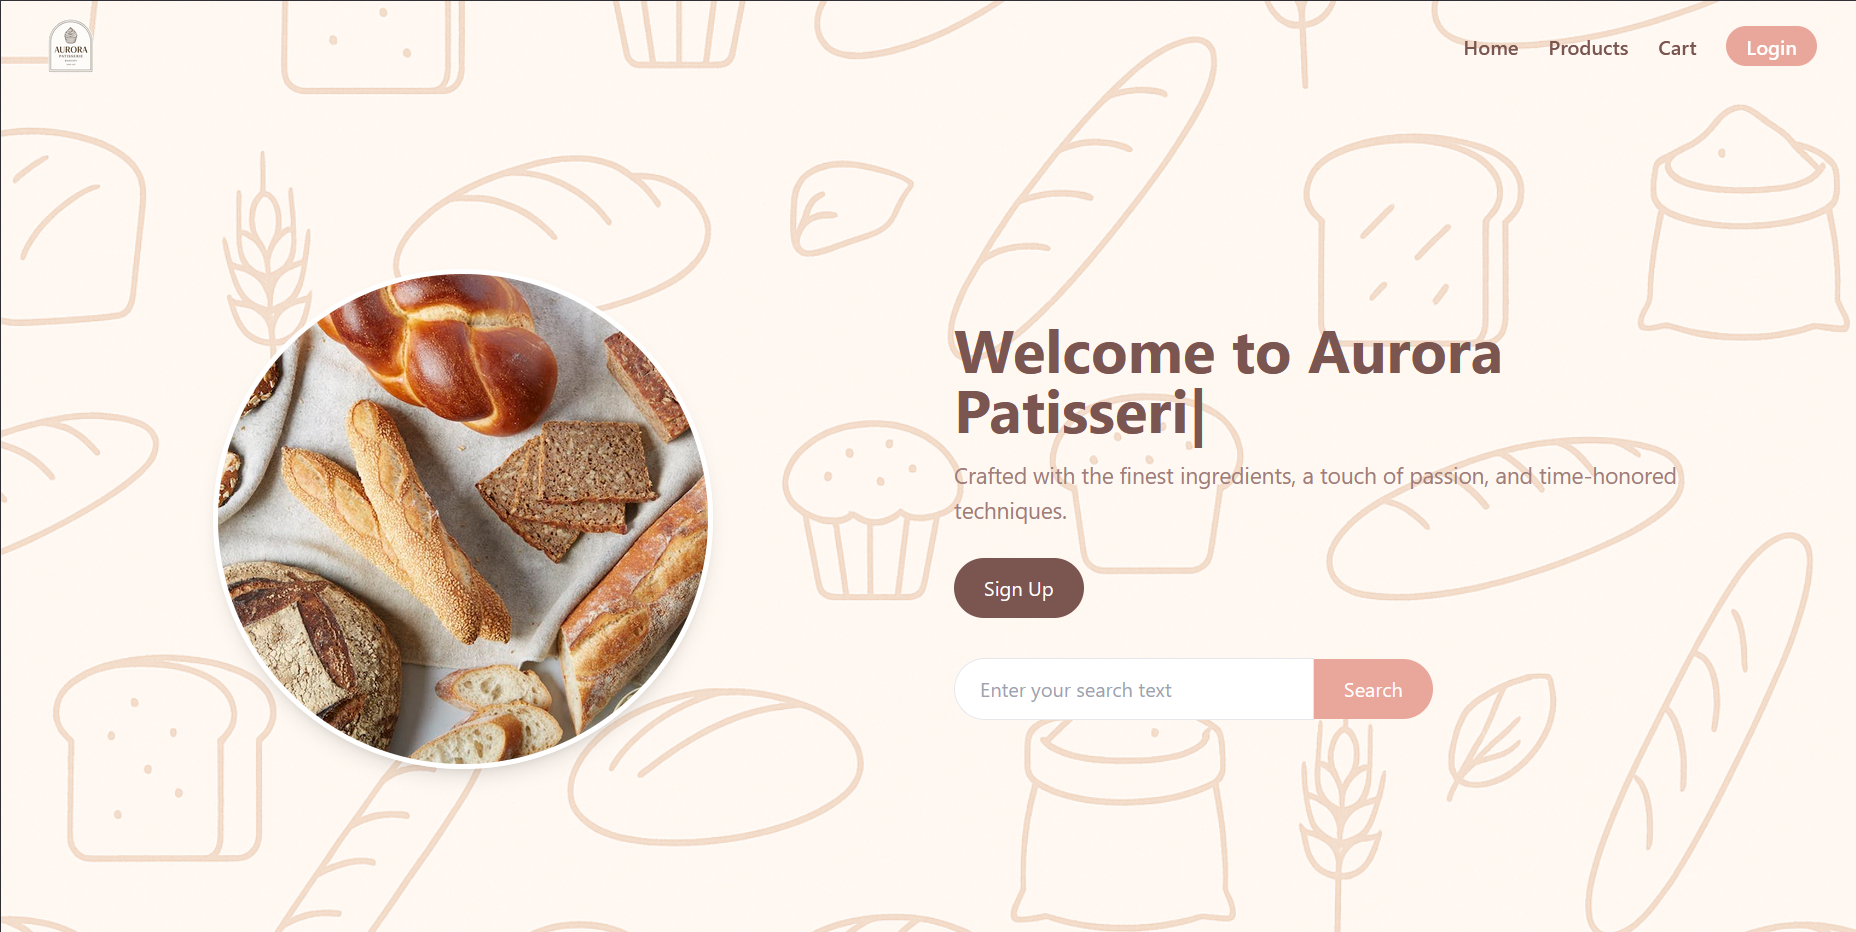 AURORA
PATISSERIE
Home Products Cart Login
Welcome to Aurora
Patisseri|
Crafted with the finest ingredients, a touch of passion, and time-honored
techniques.
Sign Up
Enter your search text Search